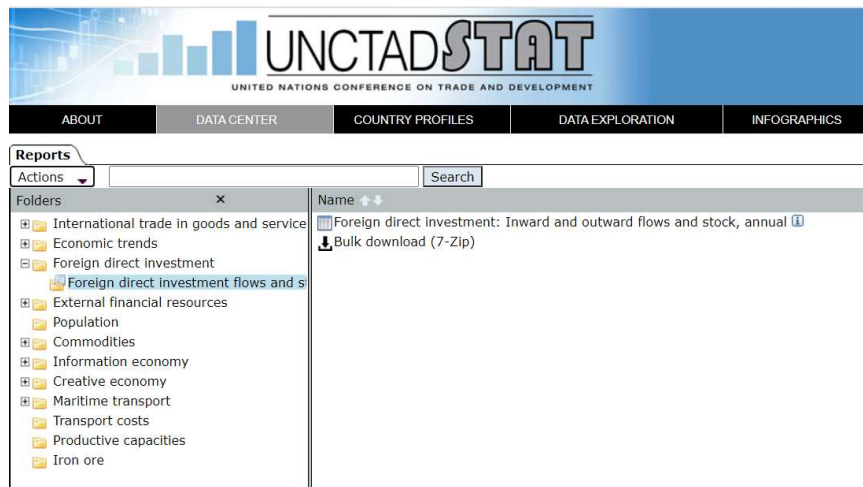 UNCTADSTAT
UNITED NATIONS CONFERENCE ON TRADE AND DEVELOPMENT
ABOUT DATA CENTER COUNTRY PROFILES DATA EXPLORATION INFOGRAPHICS
Reports
Actions Search
Folders × Name
International trade in goods and service
Economic trends
Foreign direct investment
Foreign direct investment flows and s
External financial resources
Population
Commodities
Information economy
Creative economy
Maritime transport
Transport costs
Productive capacities
Iron ore
Foreign direct investment: Inward and outward flows and stock, annual
Bulk download (7-Zip)